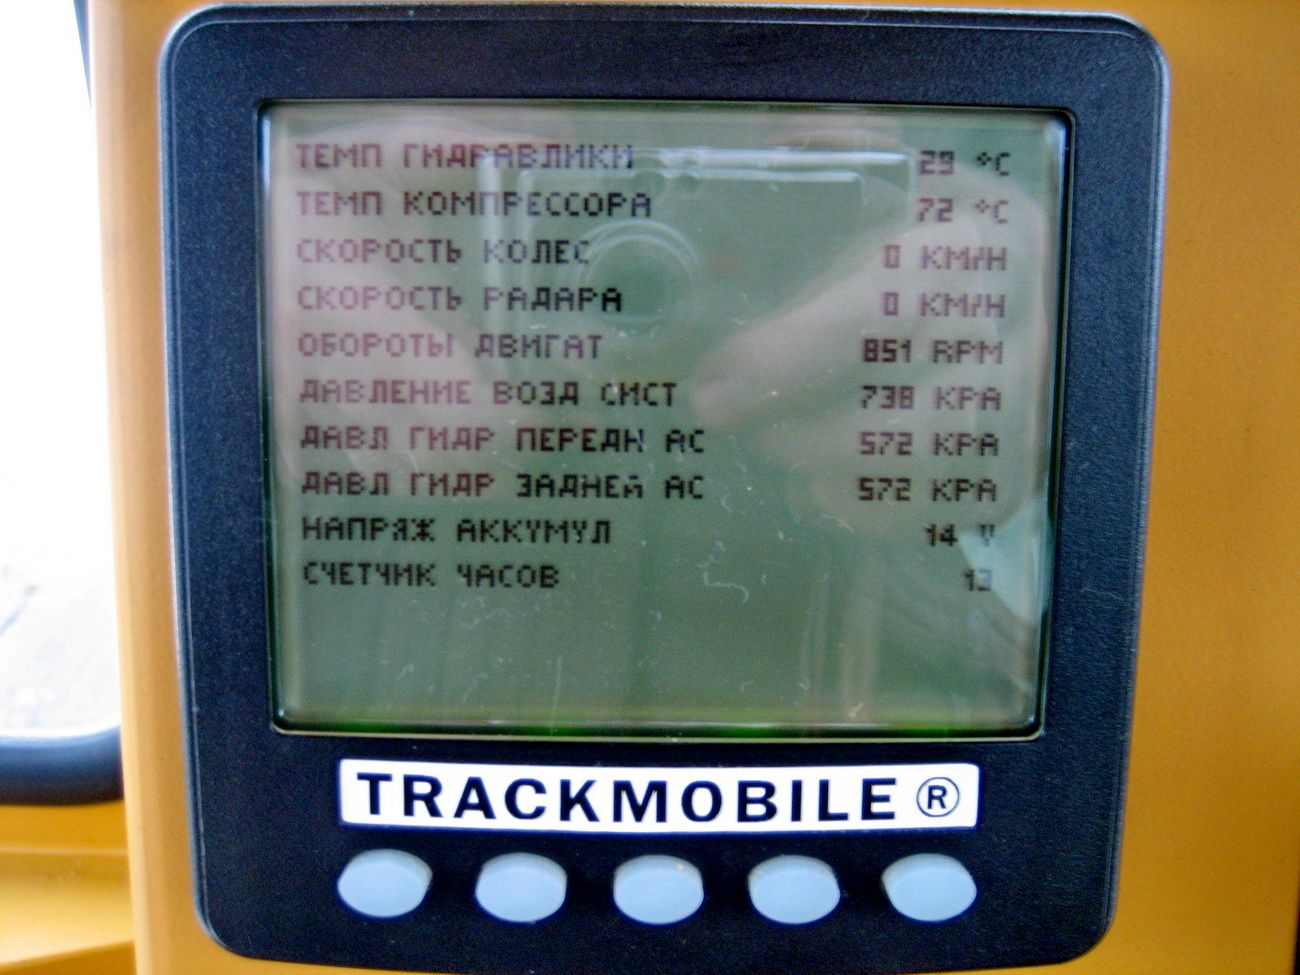 ТЕМП ГИДРАВЛИКИ 29 °C
ТЕМП КОМПРЕССОРА 72 °C
СКОРОСТЬ КОЛЕС 0 KM/H
СКОРОСТЬ РАДАРА 0 KM/H
ОБОРОТЫ ДВИГАТ 851 RPM
ДАВЛЕНИЕ ВОЗД СИСТ 738 KPA
ДАВЛ ГИДР ПЕРЕДН АС 572 KPA
ДАВЛ ГИДР ЗАДНЕЙ АС 572 KPA
НАПРЯЖ АККУМУЛ 14 V
СЧЕТЧИК ЧАСОВ 13
TRACKMOBILE®